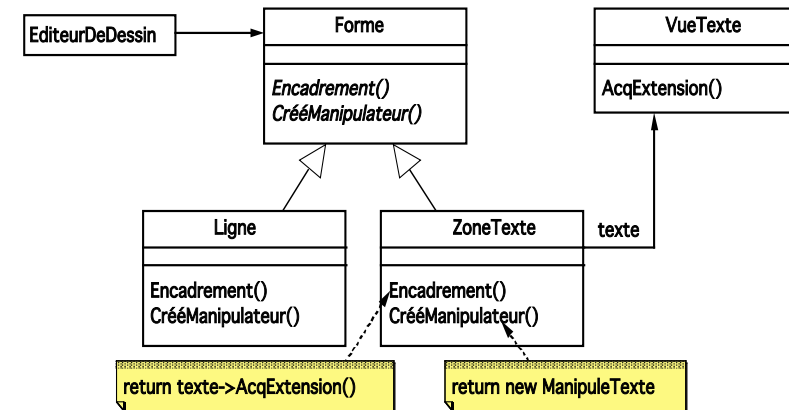 EditeurDeDessin
Forme
Encadrement()
CrééManipulateur()
VueTexte
AcqExtension()
Ligne
Encadrement()
CrééManipulateur()
ZoneTexte
Encadrement()
CrééManipulateur()
texte
return texte->AcqExtension()
return new ManipuleTexte